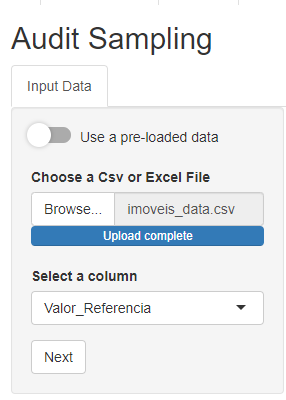 Audit Sampling
Input Data
Use a pre-loaded data
Choose a Csv or Excel File
Browse... imoveis_data.csv
Upload complete
Select a column
Valor_Referencia
Next